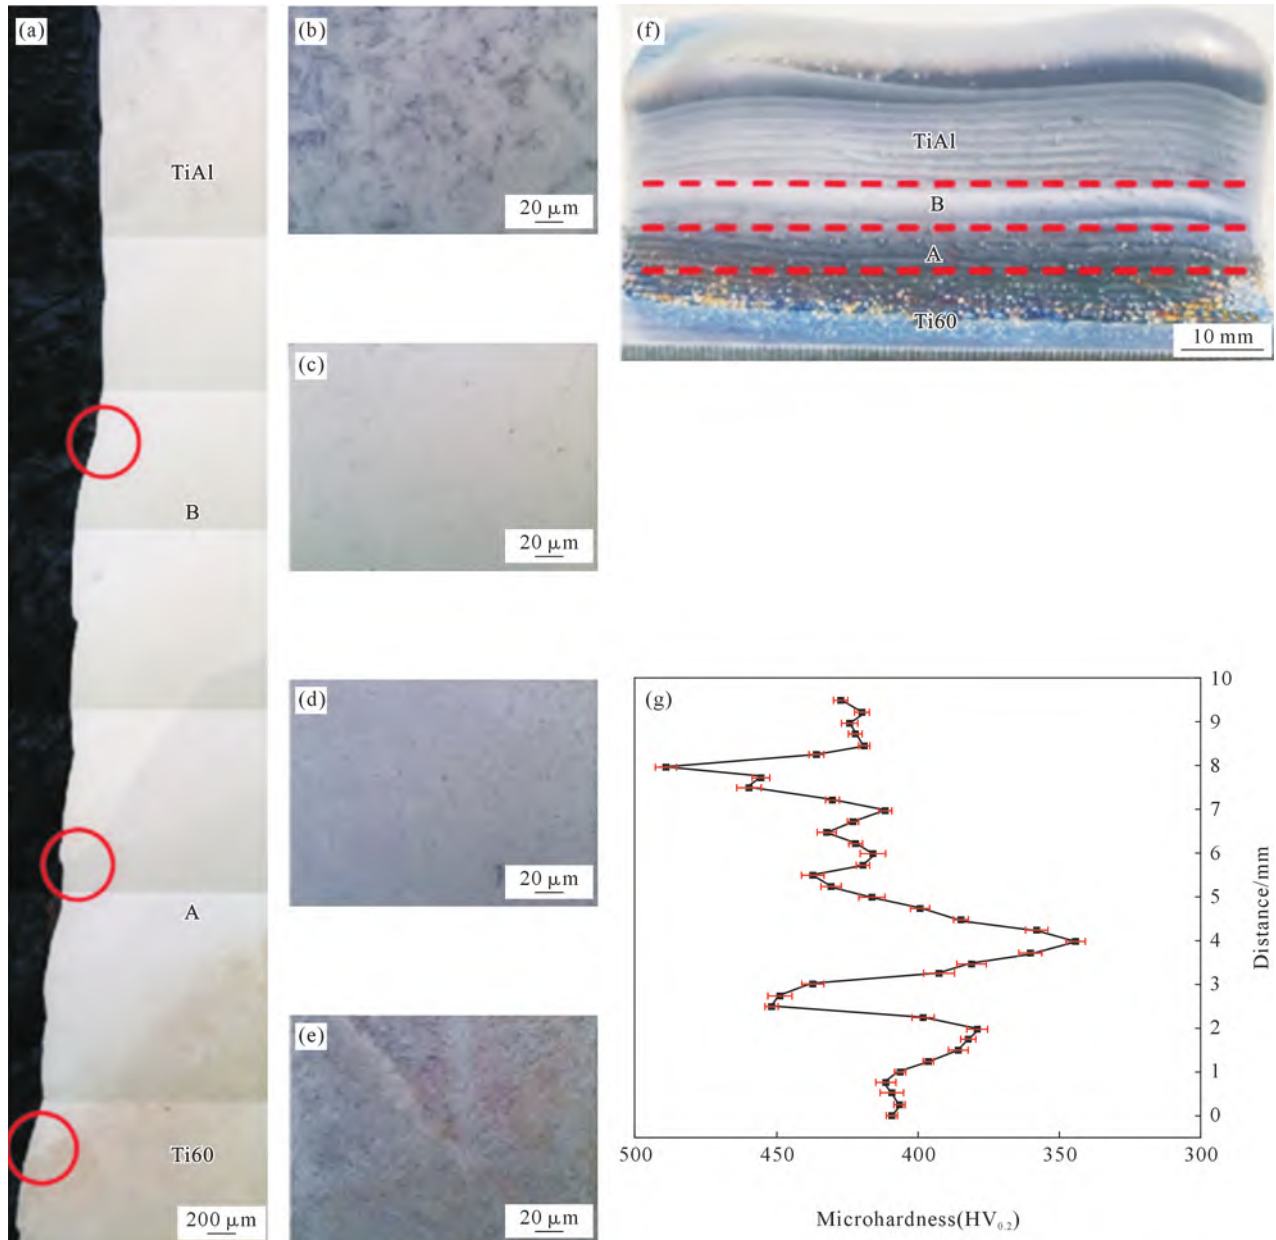 (a)
TiAl
B
A
Ti60
200 μm
(b)
20 μm
(c)
20 μm
(d)
20 μm
(e)
20 μm
(f)
TiAl
B
A
Ti60
10 mm
(g)
10
9
8
7
6
5
4
3
2
1
0
Distance/mm
500
450
400
350
300
Microhardness(HV₀.₂)